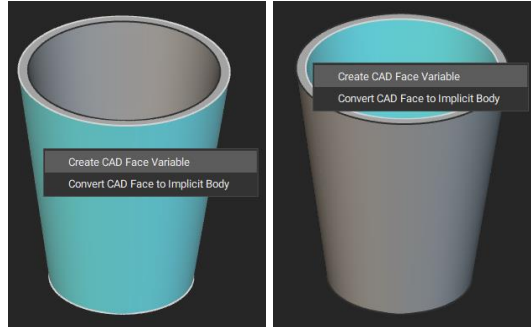 Create CAD Face Variable
Convert CAD Face to Implicit Body
Create CAD Face Variable
Convert CAD Face to Implicit Body